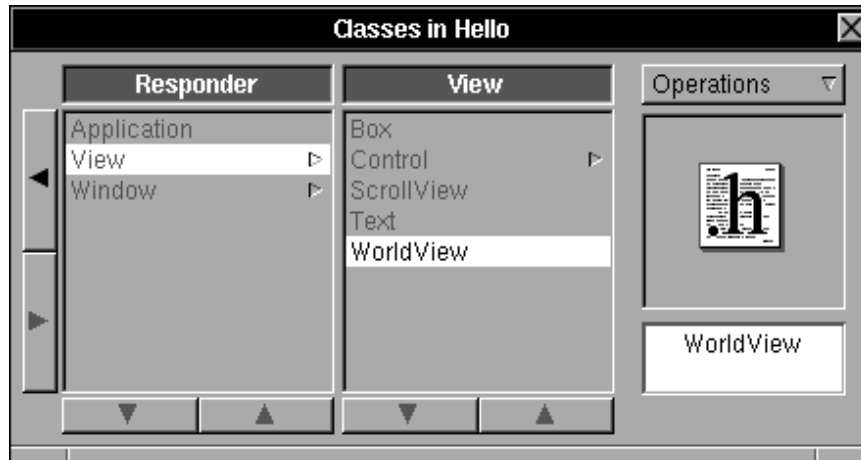 Classes in Hello
Responder
View
Operations
Application
View
Window
Box
Control
ScrollView
Text
WorldView
.h
WorldView